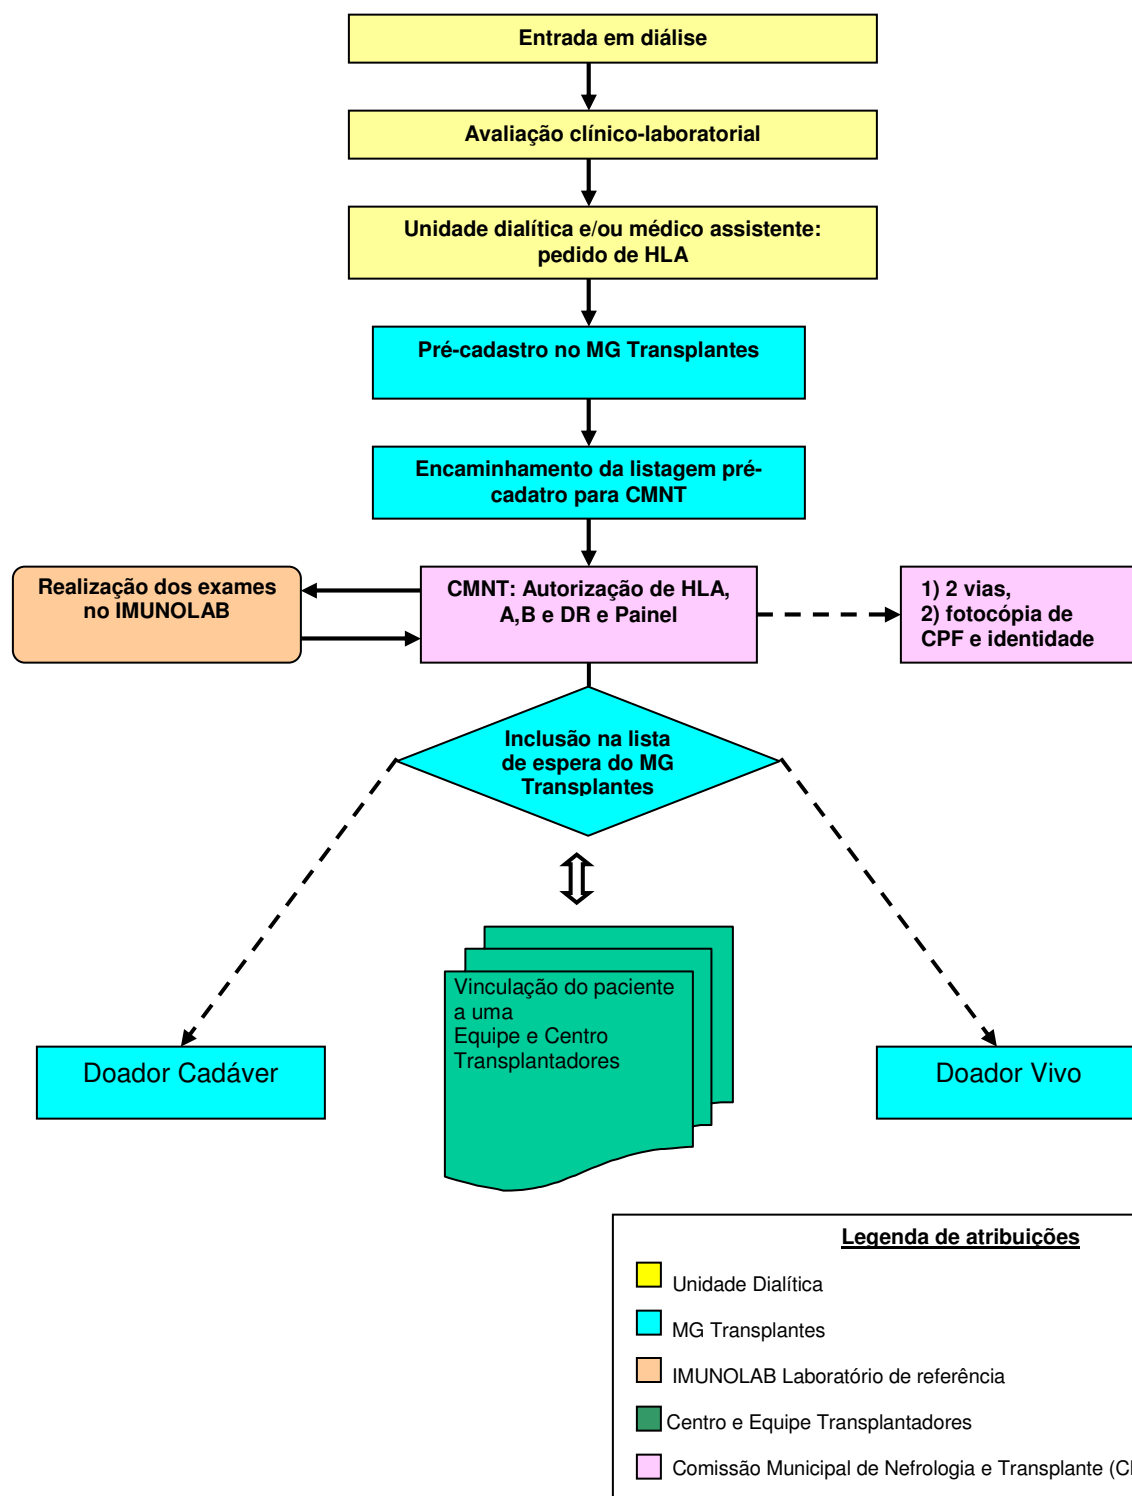 Entrada em diálise
Avaliação clínico-laboratorial
Unidade dialítica e/ou médico assistente:
pedido de HLA
Pré-cadastro no MG Transplantes
Encaminhamento da listagem pré-
cadatro para CMNT
Realização dos exames
no IMUNOLAB
CMNT: Autorização de HLA,
A,B e DR e Painel
1) 2 vias,
2) fotocópia de
CPF e identidade
Inclusão na lista
de espera do MG
Transplantes
Vinculação do paciente
a uma
Equipe e Centro
Transplantadores
Doador Cadáver
Doador Vivo
Legenda de atribuições
Unidade Dialítica
MG Transplantes
IMUNOLAB Laboratório de referência
Centro e Equipe Transplantadores
Comissão Municipal de Nefrologia e Transplante